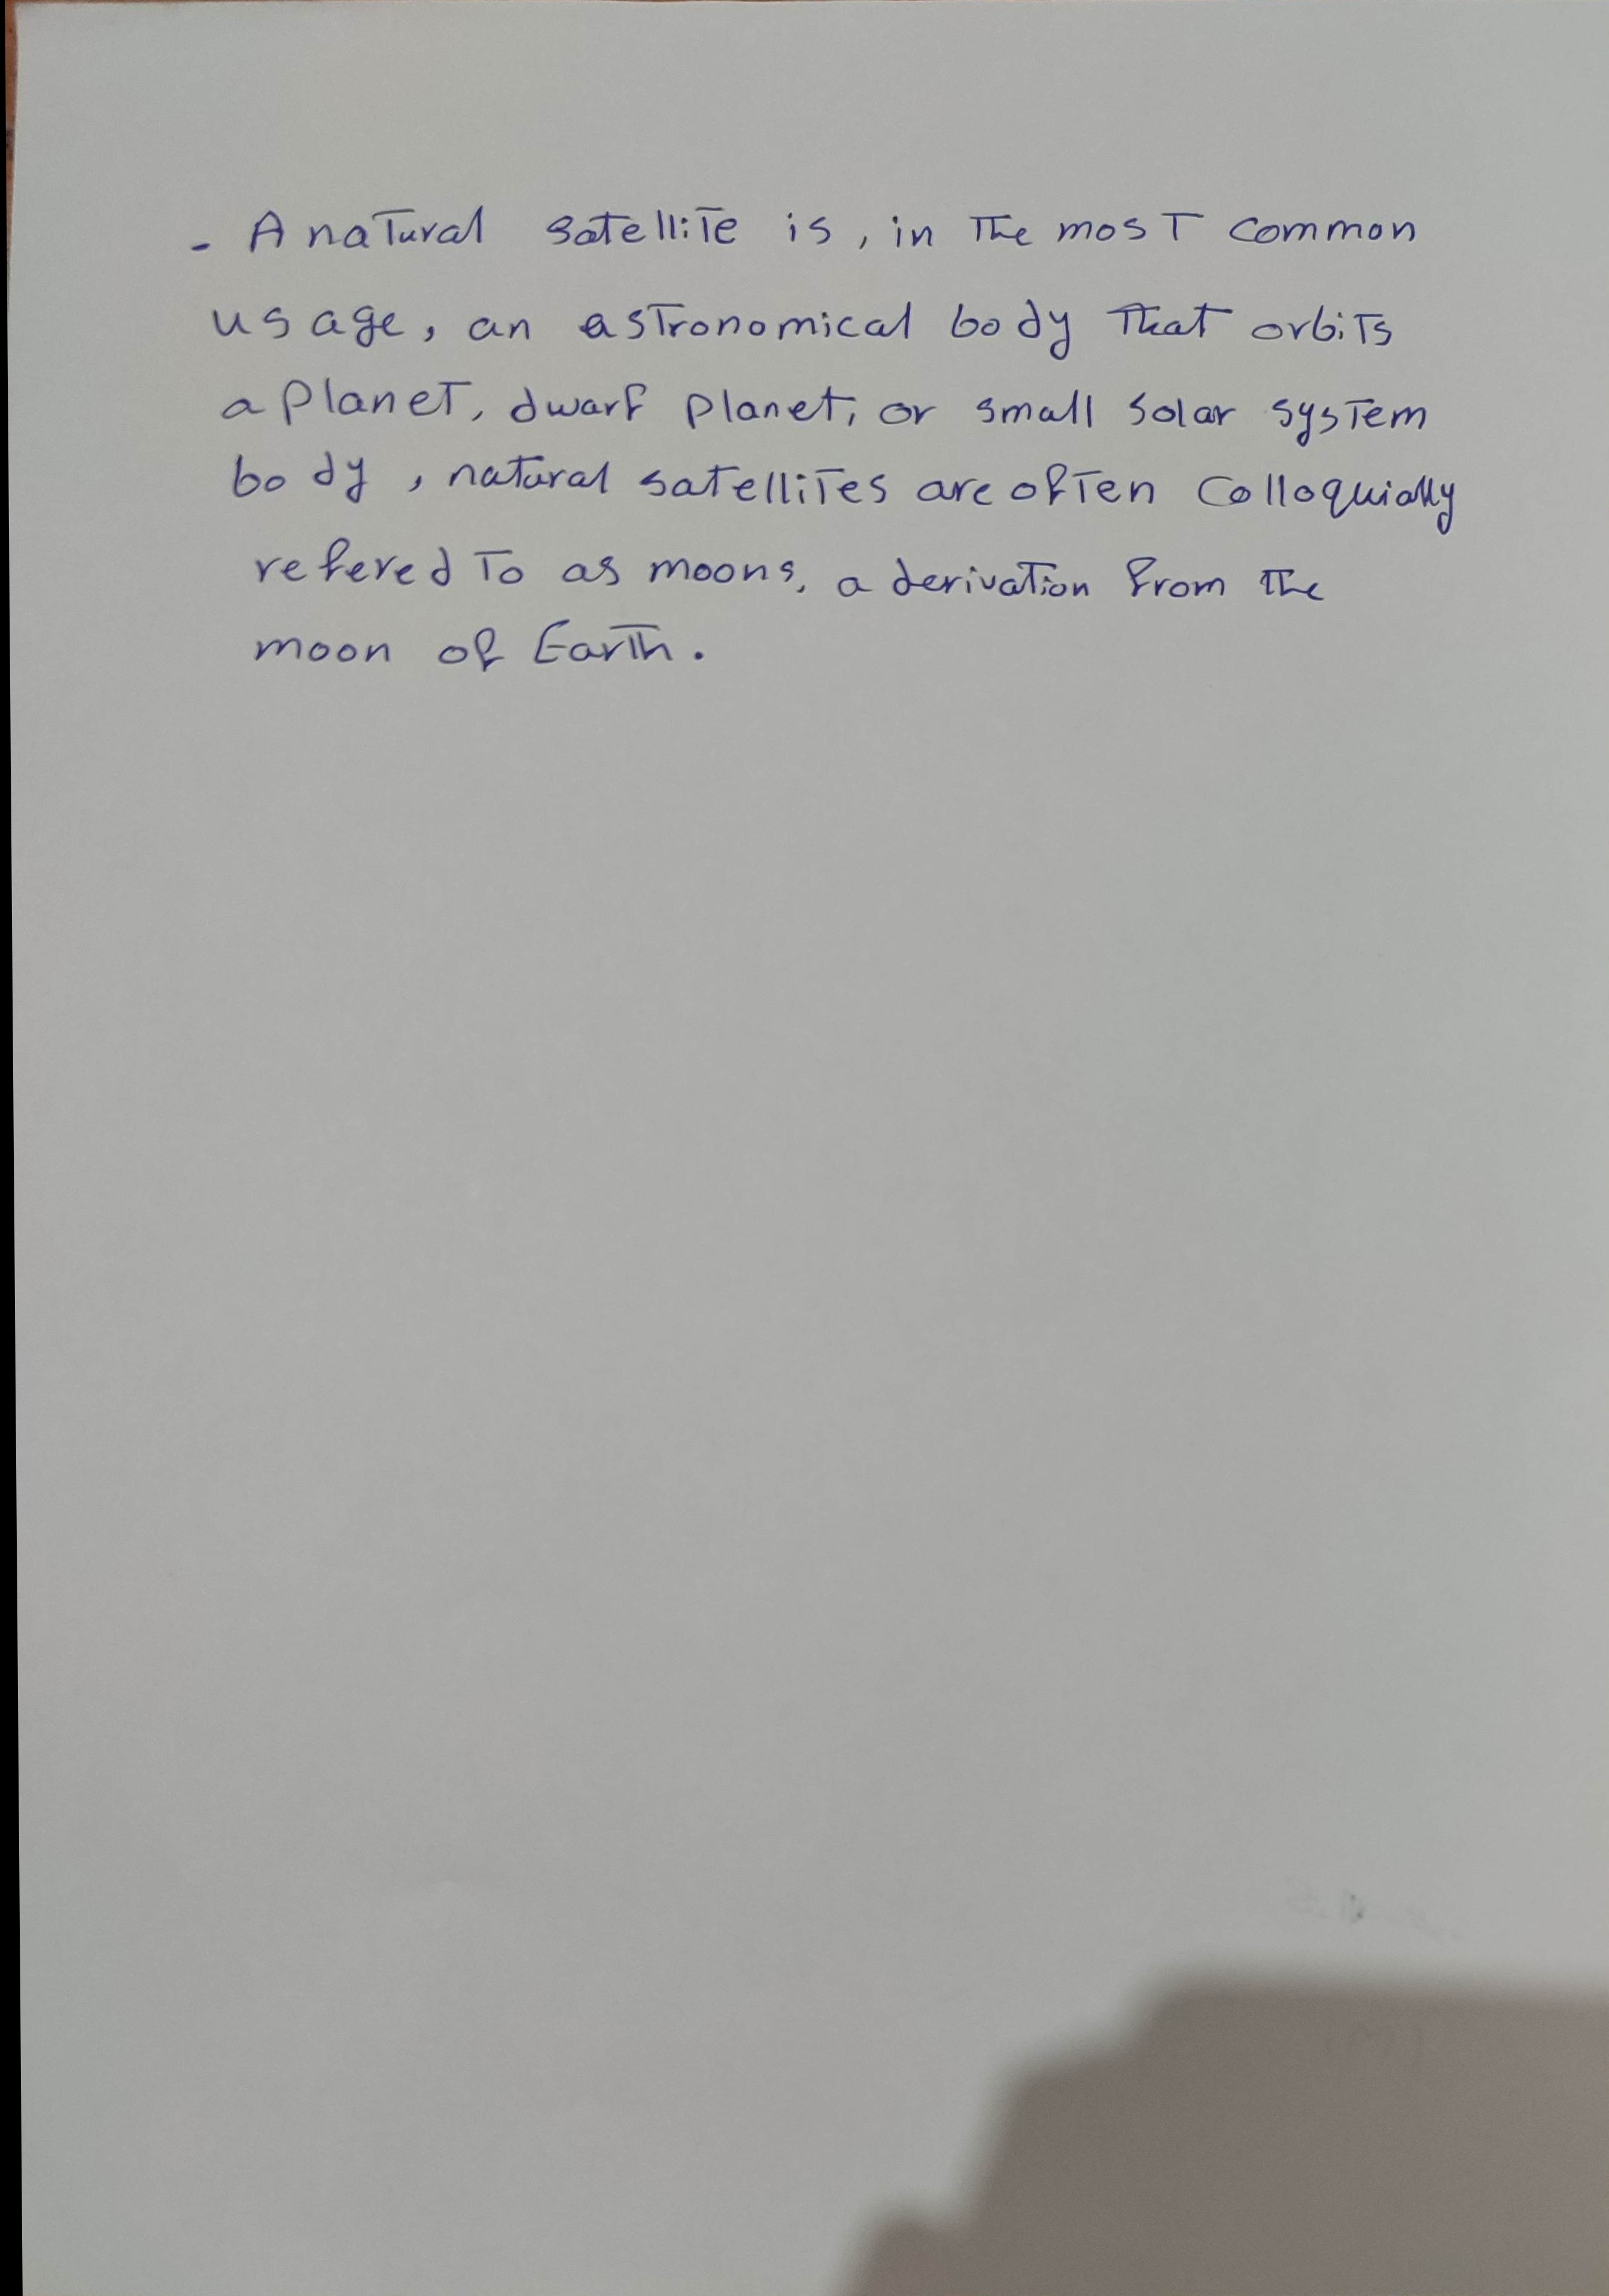 - A natural satellite is, in the most common
usage, an astronomical body that orbits
a planet, dwarf planet, or small solar system
body, natural satellites are often colloquially
refered to as moons, a derivation from the
moon of Earth.